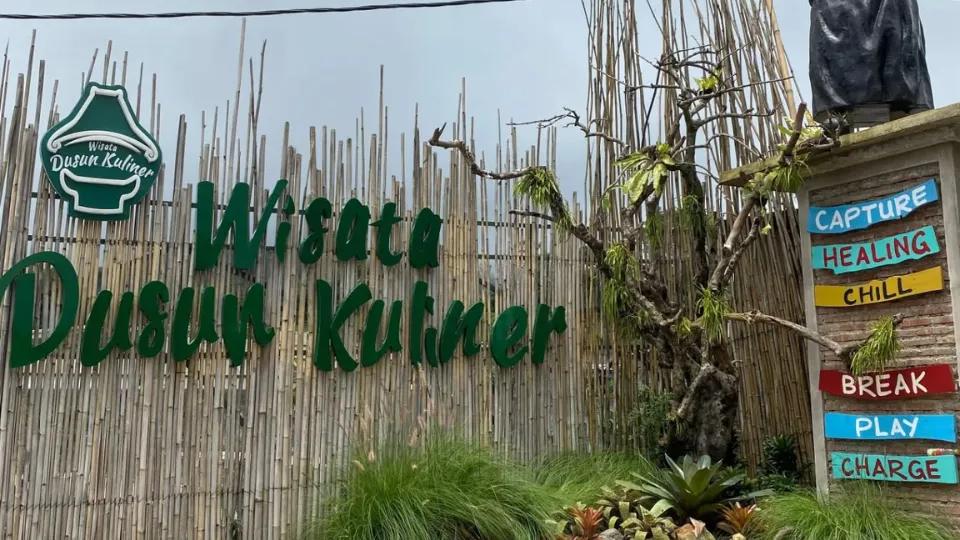 Wisata
Dusun Kuliner
Wisata
Dusun Kuliner
CAPTURE
HEALING
CHILL
BREAK
PLAY
CHARGE